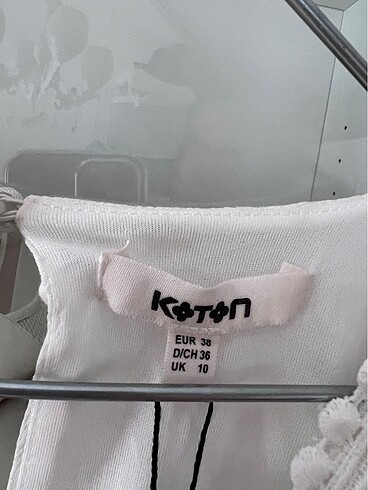 KOTON
EUR 38
D/CH 36
UK 10